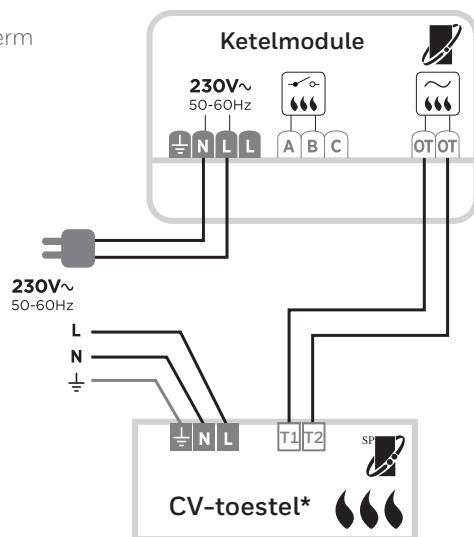 erm
Ketelmodule
230V~
50-60Hz
N L L A B C OT OT
230V~
50-60Hz
L
N
N L T1 T2
SP
CV-toestel*